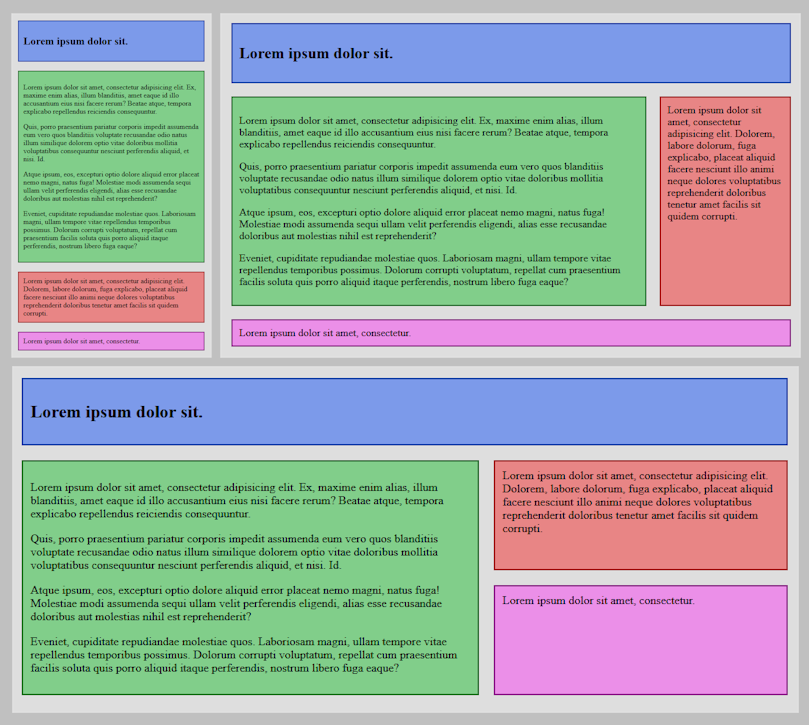 Lorem ipsum dolor sit.
Lorem ipsum dolor sit amet, consectetur adipisicing elit. Ex,
maxime enim alias, illum blanditiis, amet eaque id illo
accusantium eius nisi facere rerum? Beatae atque, tempora
explicabo repellendus reiciendis consequuntur.
Quis, porro praesentium pariatur corporis impedit assumenda
eum vero quos blanditiis voluptate recusandae odio natus
illum similique dolorem optio vitae doloribus mollitia
voluptatibus consequuntur nesciunt perferendis aliquid, et
nisi. Id.
Atque ipsum, eos, excepturi optio dolore aliquid error placeat
nemo magni, natus fuga! Molestiae modi assumenda sequi
ullam velit perferendis eligendi, alias esse recusandae
doloribus aut molestias nihil est reprehenderit?
Eveniet, cupiditate repudiandae molestiae quos. Laboriosam
magni, ullam tempore vitae repellendus temporibus
possimus. Dolorum corrupti voluptatum, repellat cum
praesentium facilis soluta quis porro aliquid itaque
perferendis, nostrum libero fuga eaque?
Lorem ipsum dolor sit amet, consectetur adipisicing elit.
Dolorem, labore dolorum, fuga explicabo, placeat aliquid
facere nesciunt illo animi neque dolores voluptatibus
reprehenderit doloribus tenetur amet facilis sit quidem
corrupti.
Lorem ipsum dolor sit amet, consectetur.
Lorem ipsum dolor sit.
Lorem ipsum dolor sit amet, consectetur adipisicing elit. Ex, maxime enim alias, illum
blanditiis, amet eaque id illo accusantium eius nisi facere rerum? Beatae atque, tempora
explicabo repellendus reiciendis consequuntur.
Quis, porro praesentium pariatur corporis impedit assumenda eum vero quos blanditiis
voluptate recusandae odio natus illum similique dolorem optio vitae doloribus mollitia
voluptatibus consequuntur nesciunt perferendis aliquid, et nisi. Id.
Atque ipsum, eos, excepturi optio dolore aliquid error placeat nemo magni, natus fuga!
Molestiae modi assumenda sequi ullam velit perferendis eligendi, alias esse recusandae
doloribus aut molestias nihil est reprehenderit?
Eveniet, cupiditate repudiandae molestiae quos. Laboriosam magni, ullam tempore vitae
repellendus temporibus possimus. Dolorum corrupti voluptatum, repellat cum praesentium
facilis soluta quis porro aliquid itaque perferendis, nostrum libero fuga eaque?
Lorem ipsum dolor sit
amet, consectetur
adipisicing elit. Dolorem,
labore dolorum, fuga
explicabo, placeat aliquid
facere nesciunt illo animi
neque dolores voluptatibus
reprehenderit doloribus
tenetur amet facilis sit
quidem corrupti.
Lorem ipsum dolor sit amet, consectetur.
Lorem ipsum dolor sit.
Lorem ipsum dolor sit amet, consectetur adipisicing elit. Ex, maxime enim alias, illum
blanditiis, amet eaque id illo accusantium eius nisi facere rerum? Beatae atque, tempora
explicabo repellendus reiciendis consequuntur.
Quis, porro praesentium pariatur corporis impedit assumenda eum vero quos blanditiis
voluptate recusandae odio natus illum similique dolorem optio vitae doloribus mollitia
voluptatibus consequuntur nesciunt perferendis aliquid, et nisi. Id.
Atque ipsum, eos, excepturi optio dolore aliquid error placeat nemo magni, natus fuga!
Molestiae modi assumenda sequi ullam velit perferendis eligendi, alias esse recusandae
doloribus aut molestias nihil est reprehenderit?
Eveniet, cupiditate repudiandae molestiae quos. Laboriosam magni, ullam tempore vitae
repellendus temporibus possimus. Dolorum corrupti voluptatum, repellat cum praesentium
facilis soluta quis porro aliquid itaque perferendis, nostrum libero fuga eaque?
Lorem ipsum dolor sit amet, consectetur adipisicing elit.
Dolorem, labore dolorum, fuga explicabo, placeat aliquid
facere nesciunt illo animi neque dolores voluptatibus
reprehenderit doloribus tenetur amet facilis sit quidem
corrupti.
Lorem ipsum dolor sit amet, consectetur.